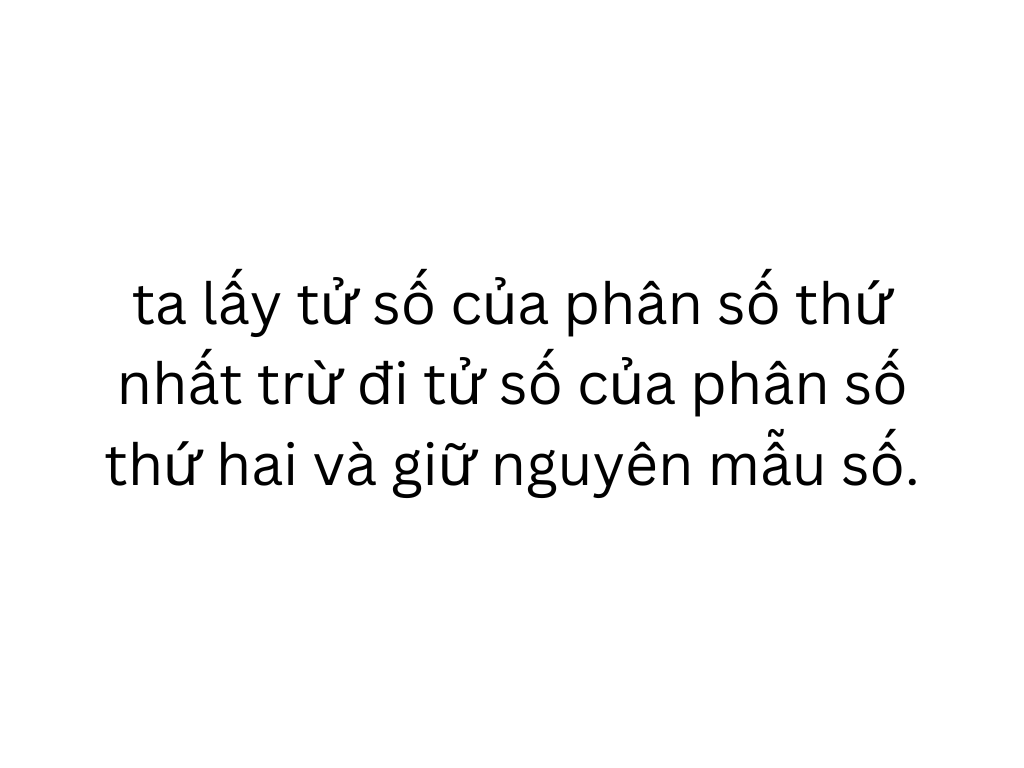 ta lấy tử số của phân số thứ
nhất trừ đi tử số của phân số
thứ hai và giữ nguyên mẫu số.